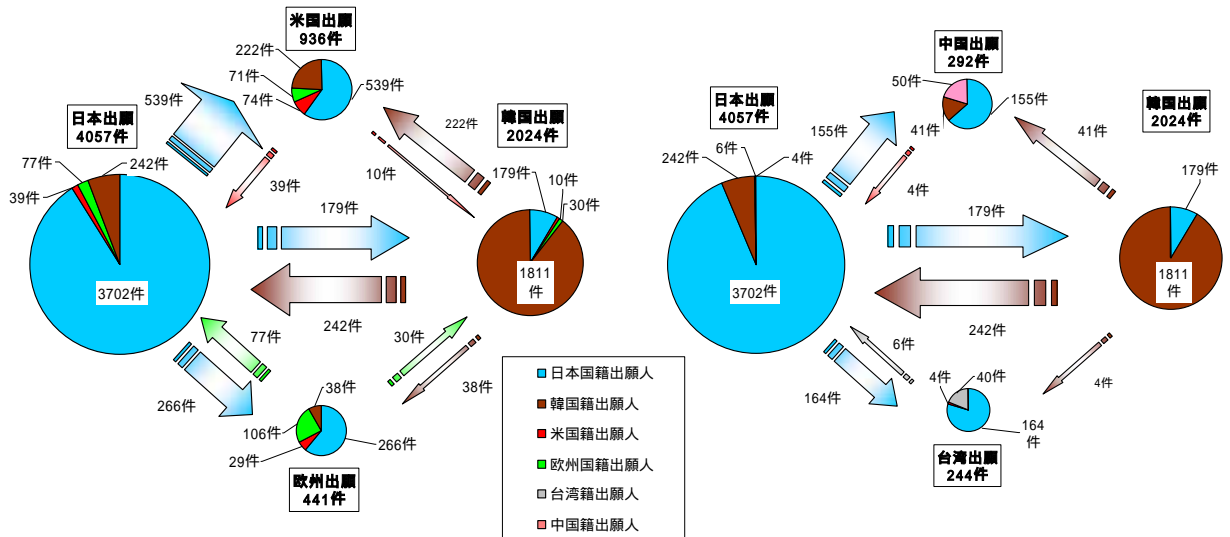 米国出願
936件
222件
71件
74件
539件
539件
39件
日本出願
4057件
77件
242件
39件
3702件
韓国出願
2024件
222件
10件
179件
10件
30件
1811
件
179件
242件
77件
266件
30件
38件
38件
106件
29件
266件
欧州出願
441件
日本国籍出願人
韓国籍出願人
米国籍出願人
欧州国籍出願人
台湾籍出願人
中国籍出願人
中国出願
292件
50件
41件
155件
155件
4件
日本出願
4057件
6件
242件
4件
3702件
韓国出願
2024件
41件
179件
1811
件
179件
242件
6件
164件
4件
4件
40件
164
件
台湾出願
244件